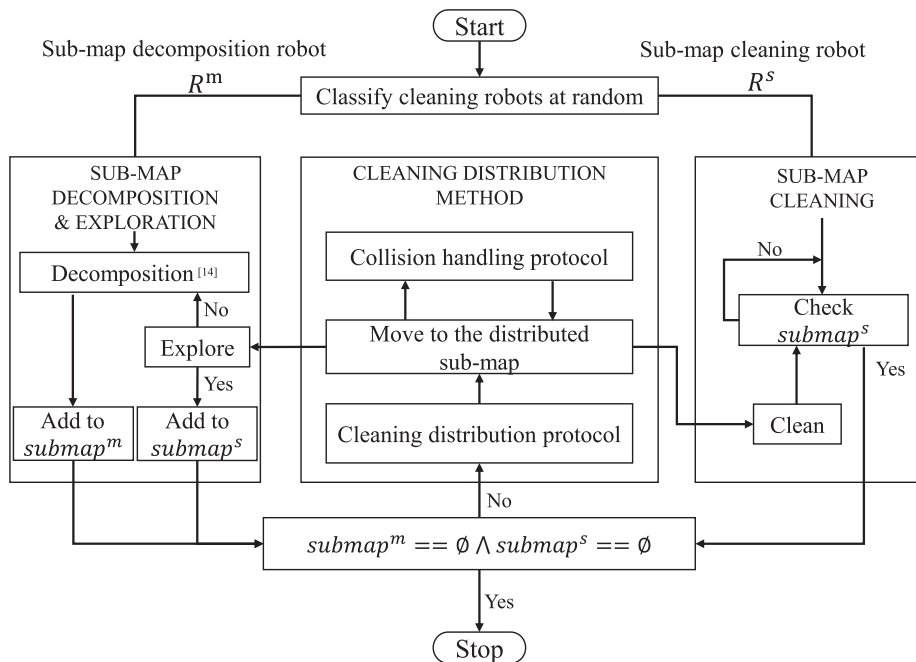 Start
Sub-map decomposition robot
Sub-map cleaning robot
R^m
R^s
Classify cleaning robots at random
SUB-MAP
DECOMPOSITION
& EXPLORATION
Decomposition [14]
No
Explore
Yes
Add to
submap^m
Add to
submap^s
CLEANING DISTRIBUTION
METHOD
Collision handling protocol
Move to the distributed
sub-map
Cleaning distribution protocol
No
SUB-MAP
CLEANING
No
Check
submap^s
Yes
Clean
submap^m == ∅ ⋀ submap^s == ∅
Yes
Stop